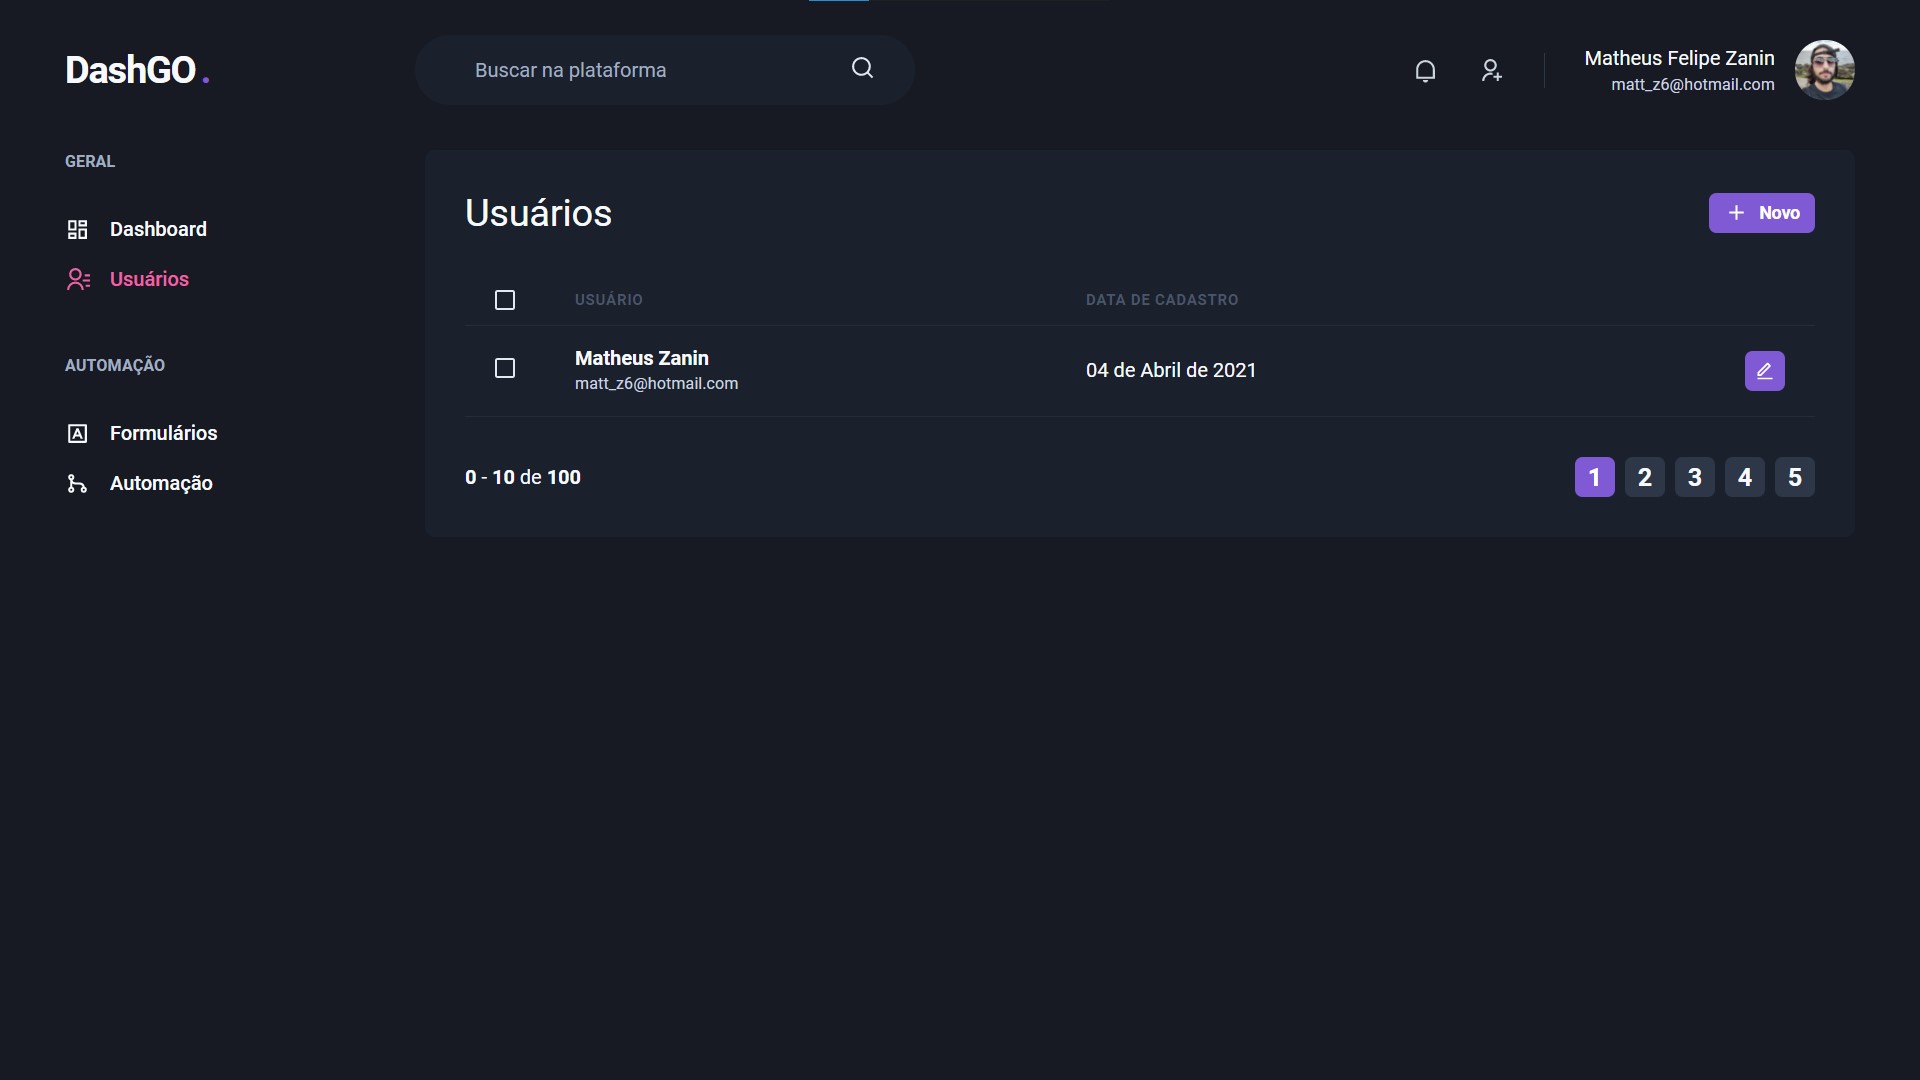 DashGO .
Buscar na plataforma
Matheus Felipe Zanin
matt_z6@hotmail.com
GERAL
Dashboard
Usuários
AUTOMAÇÃO
Formulários
Automação
Usuários
Novo
USUÁRIO DATA DE CADASTRO
Matheus Zanin
matt_z6@hotmail.com
04 de Abril de 2021
0 - 10 de 100
1 2 3 4 5